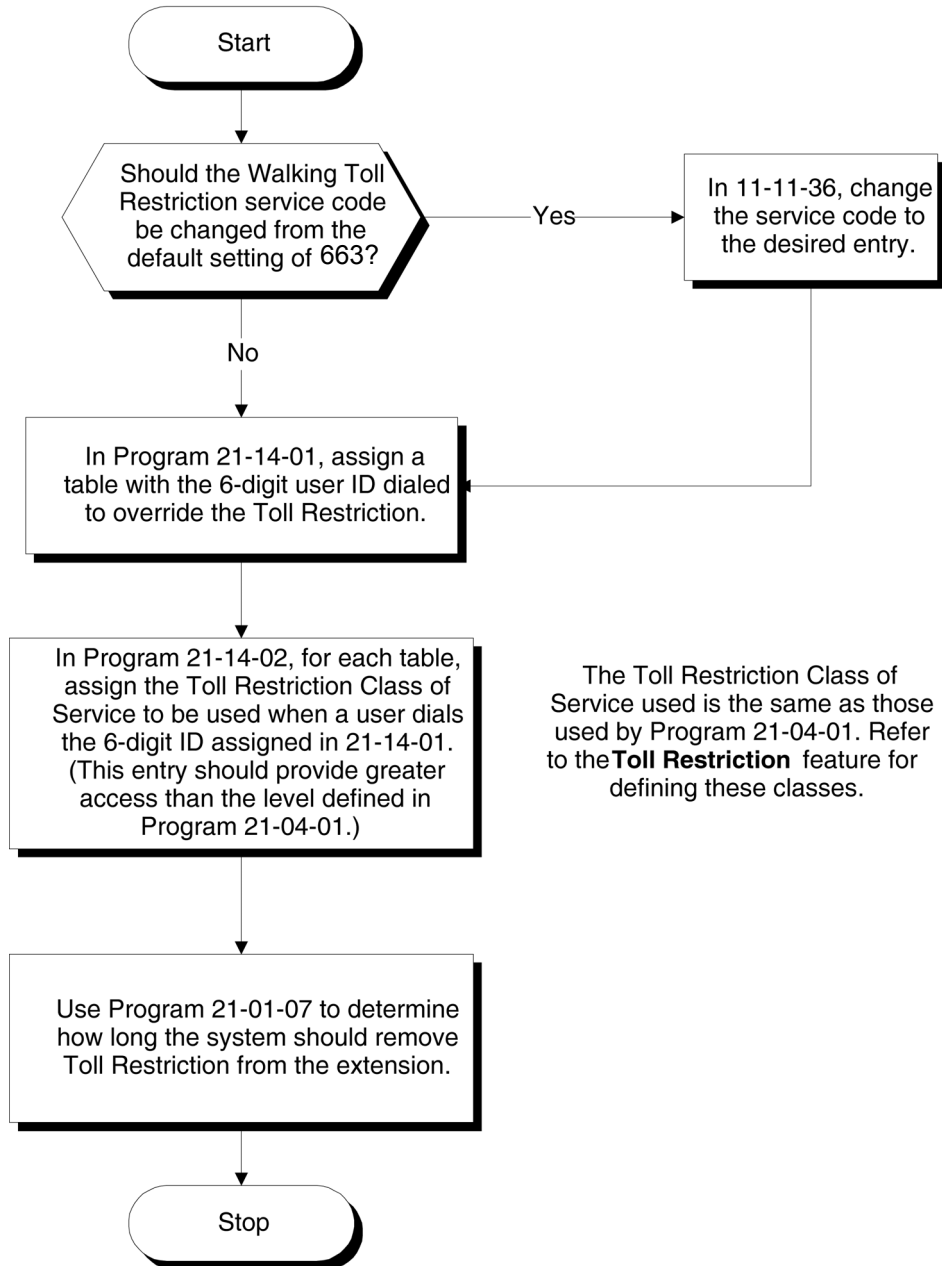 Start
Should the Walking Toll
Restriction service code
be changed from the
default setting of 663?
Yes
In 11-11-36, change
the service code to
the desired entry.
No
In Program 21-14-01, assign a
table with the 6-digit user ID dialed
to override the Toll Restriction.
In Program 21-14-02, for each table,
assign the Toll Restriction Class of
Service to be used when a user dials
the 6-digit ID assigned in 21-14-01.
(This entry should provide greater
access than the level defined in
Program 21-04-01.)
The Toll Restriction Class of
Service used is the same as those
used by Program 21-04-01. Refer
to the Toll Restriction feature for
defining these classes.
Use Program 21-01-07 to determine
how long the system should remove
Toll Restriction from the extension.
Stop